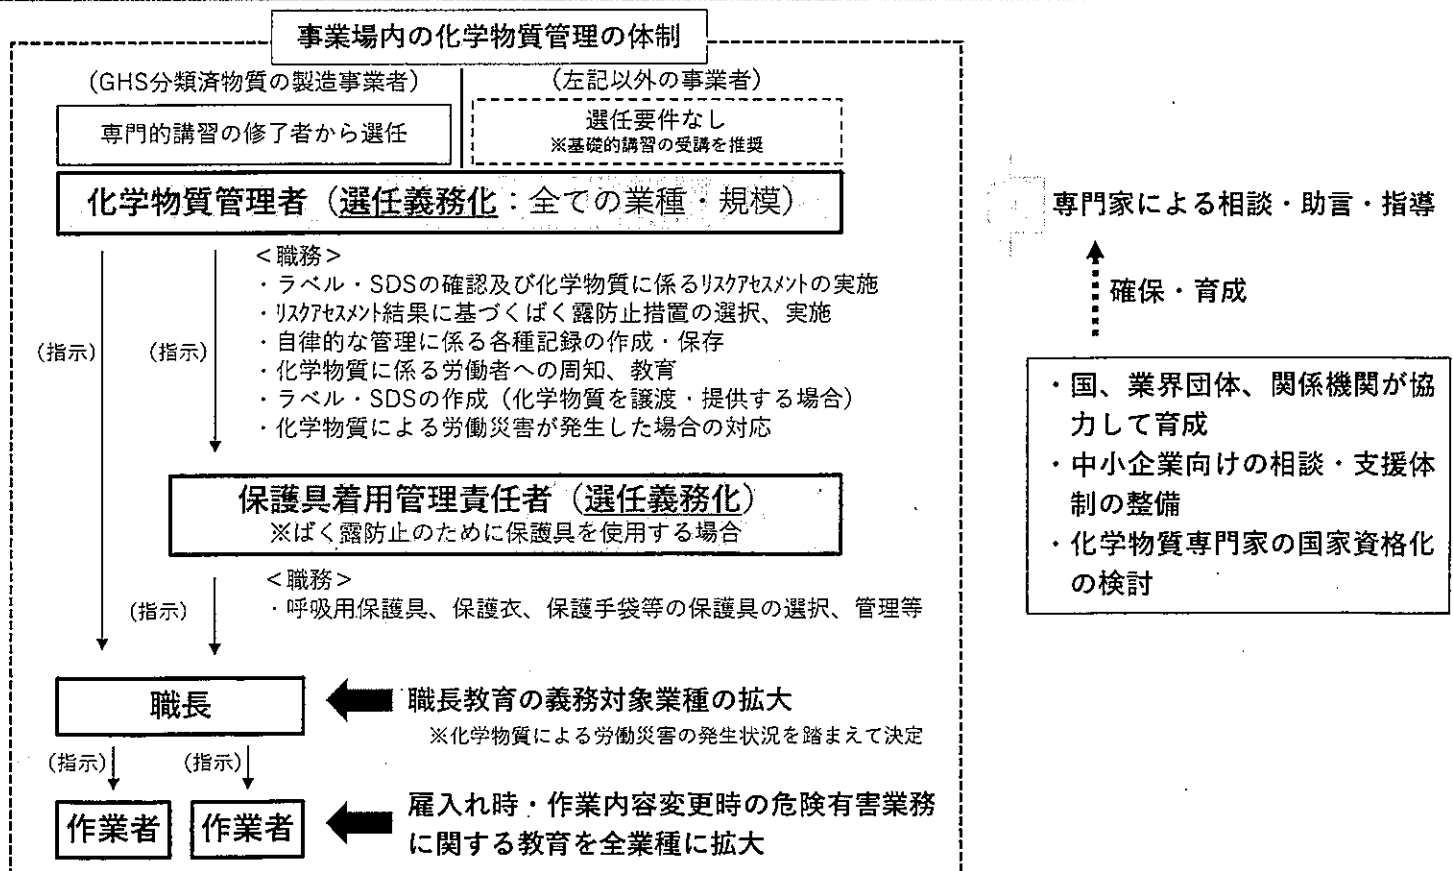 事業場内の化学物質管理の体制
（GHS分類済物質の製造事業者）
（左記以外の事業者）
専門的講習の修了者から選任
選任要件なし
※基礎的講習の受講を推奨
化学物質管理者（選任義務化：全ての業種・規模）
＜職務＞
・ラベル・SDSの確認及び化学物質に係るﾘｽｸｱｾｽﾒﾝﾄの実施
・ﾘｽｸｱｾｽﾒﾝﾄ結果に基づくばく露防止措置の選択、実施
・自律的な管理に係る各種記録の作成・保存
・化学物質に係る労働者への周知、教育
・ラベル・SDSの作成（化学物質を譲渡・提供する場合）
・化学物質による労働災害が発生した場合の対応
（指示）
（指示）
保護具着用管理責任者（選任義務化）
※ばく露防止のために保護具を使用する場合
＜職務＞
・呼吸用保護具、保護衣、保護手袋等の保護具の選択、管理等
（指示）
職長
職長教育の義務対象業種の拡大
※化学物質による労働災害の発生状況を踏まえて決定
（指示）
（指示）
作業者
作業者
雇入れ時・作業内容変更時の危険有害業務
に関する教育を全業種に拡大
専門家による相談・助言・指導
確保・育成
・国、業界団体、関係機関が協
力して育成
・中小企業向けの相談・支援体
制の整備
・化学物質専門家の国家資格化
の検討